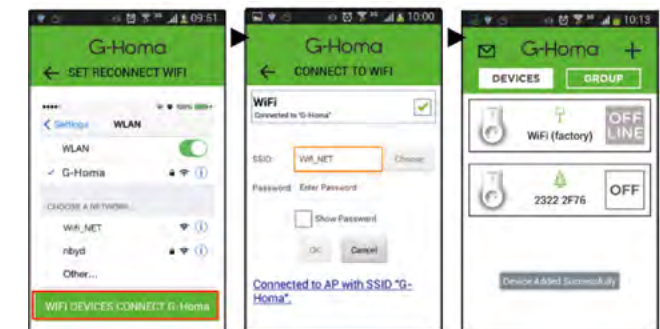 09:51
G-Homa
SET RECONNECT WIFI
100%
Settings
WLAN
WLAN
G-Homa
CHOOSE A NETWORK...
Wifi_NET
nbyd
Other...
WIFI DEVICES CONNECT G-Homa
10:00
G-Homa
CONNECT TO WIFI
WiFi
Connected to "G-Homa"
SSID:
Wifi_NET
Choose
Password:
Enter Password
Show Password
OK
Cancel
Connected to AP with SSID "G-
Homa".
10:13
G-Homa
DEVICES
GROUP
WiFi (factory)
OFF
LINE
2322 2F76
OFF
Device Added Successfully